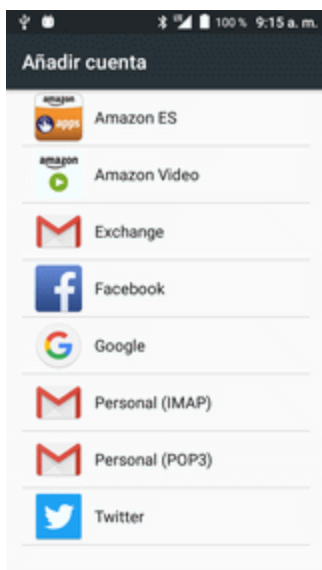 100 % 9:15 a. m.
Añadir cuenta
amazon
apps
Amazon ES
amazon
Amazon Video
Exchange
Facebook
Google
Personal (IMAP)
Personal (POP3)
Twitter